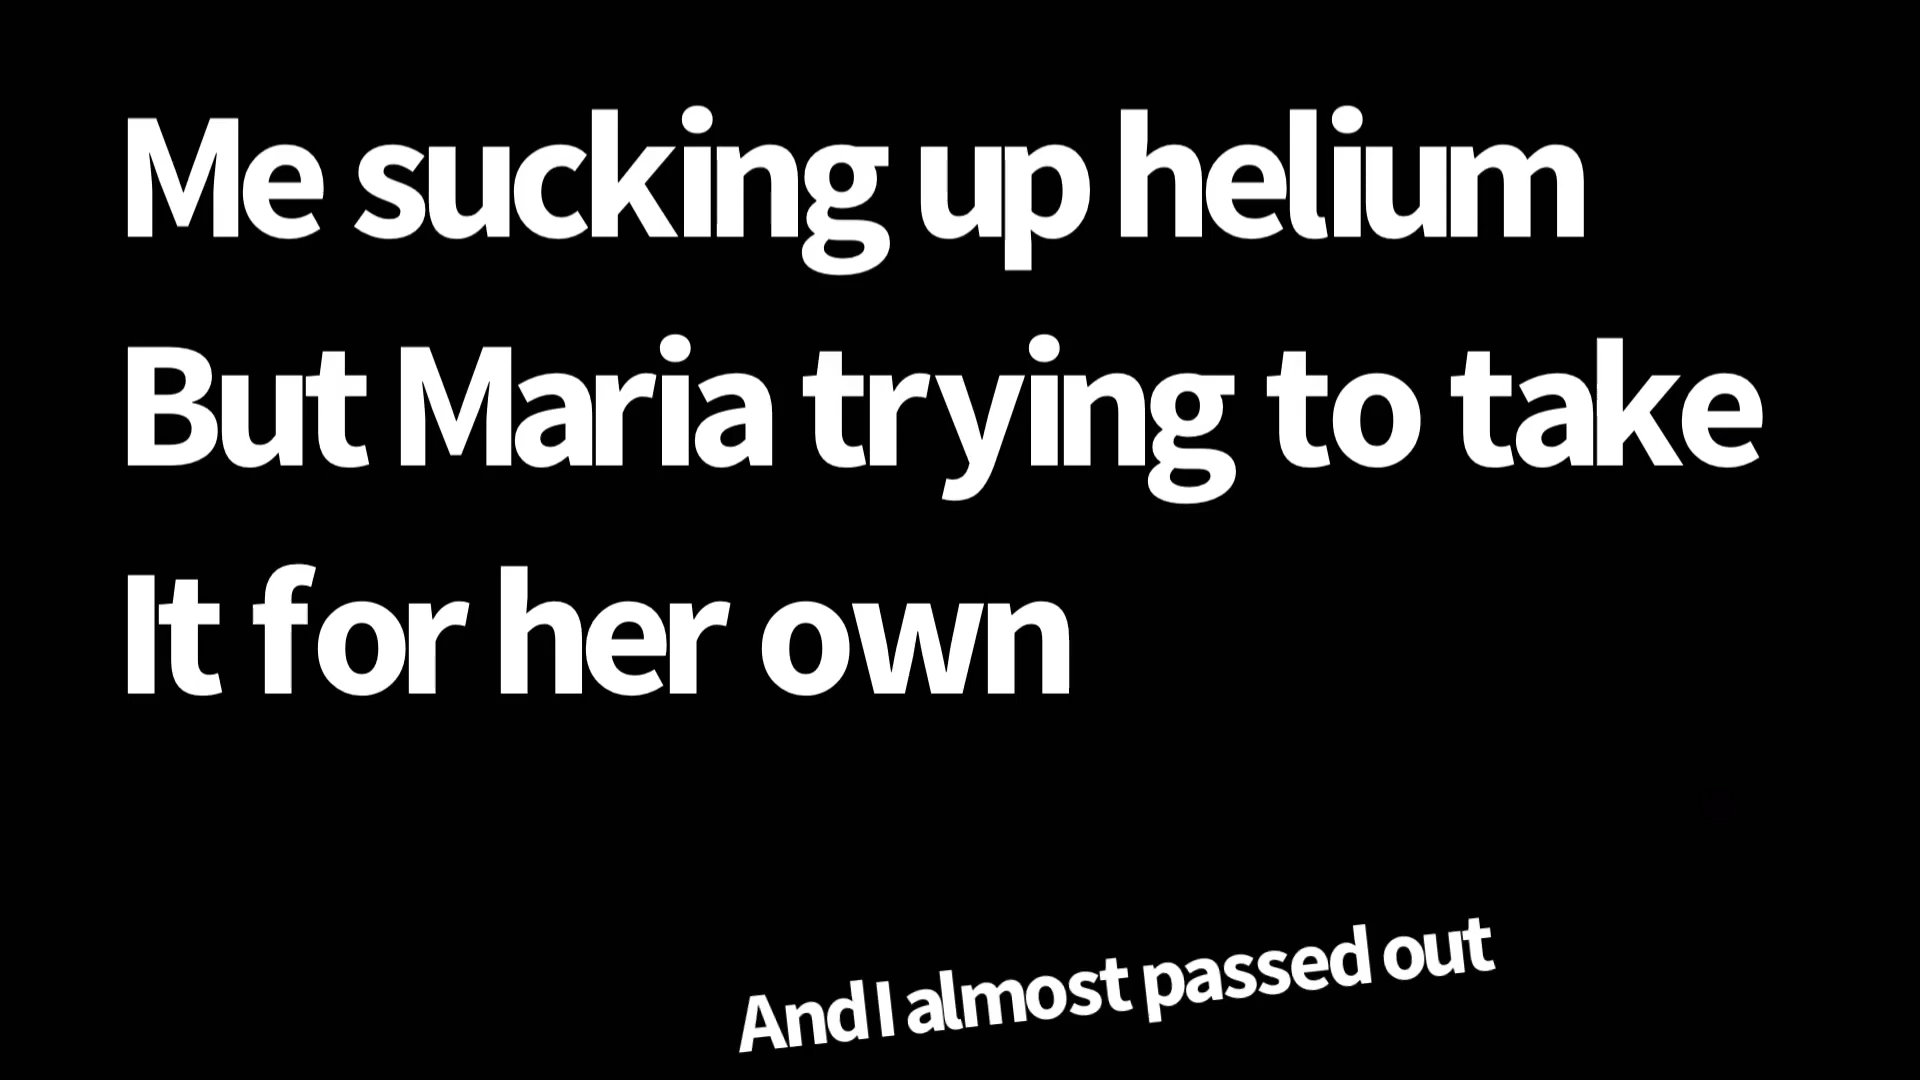 Me sucking up helium
But Maria trying to take
It for her own
And I almost passed out